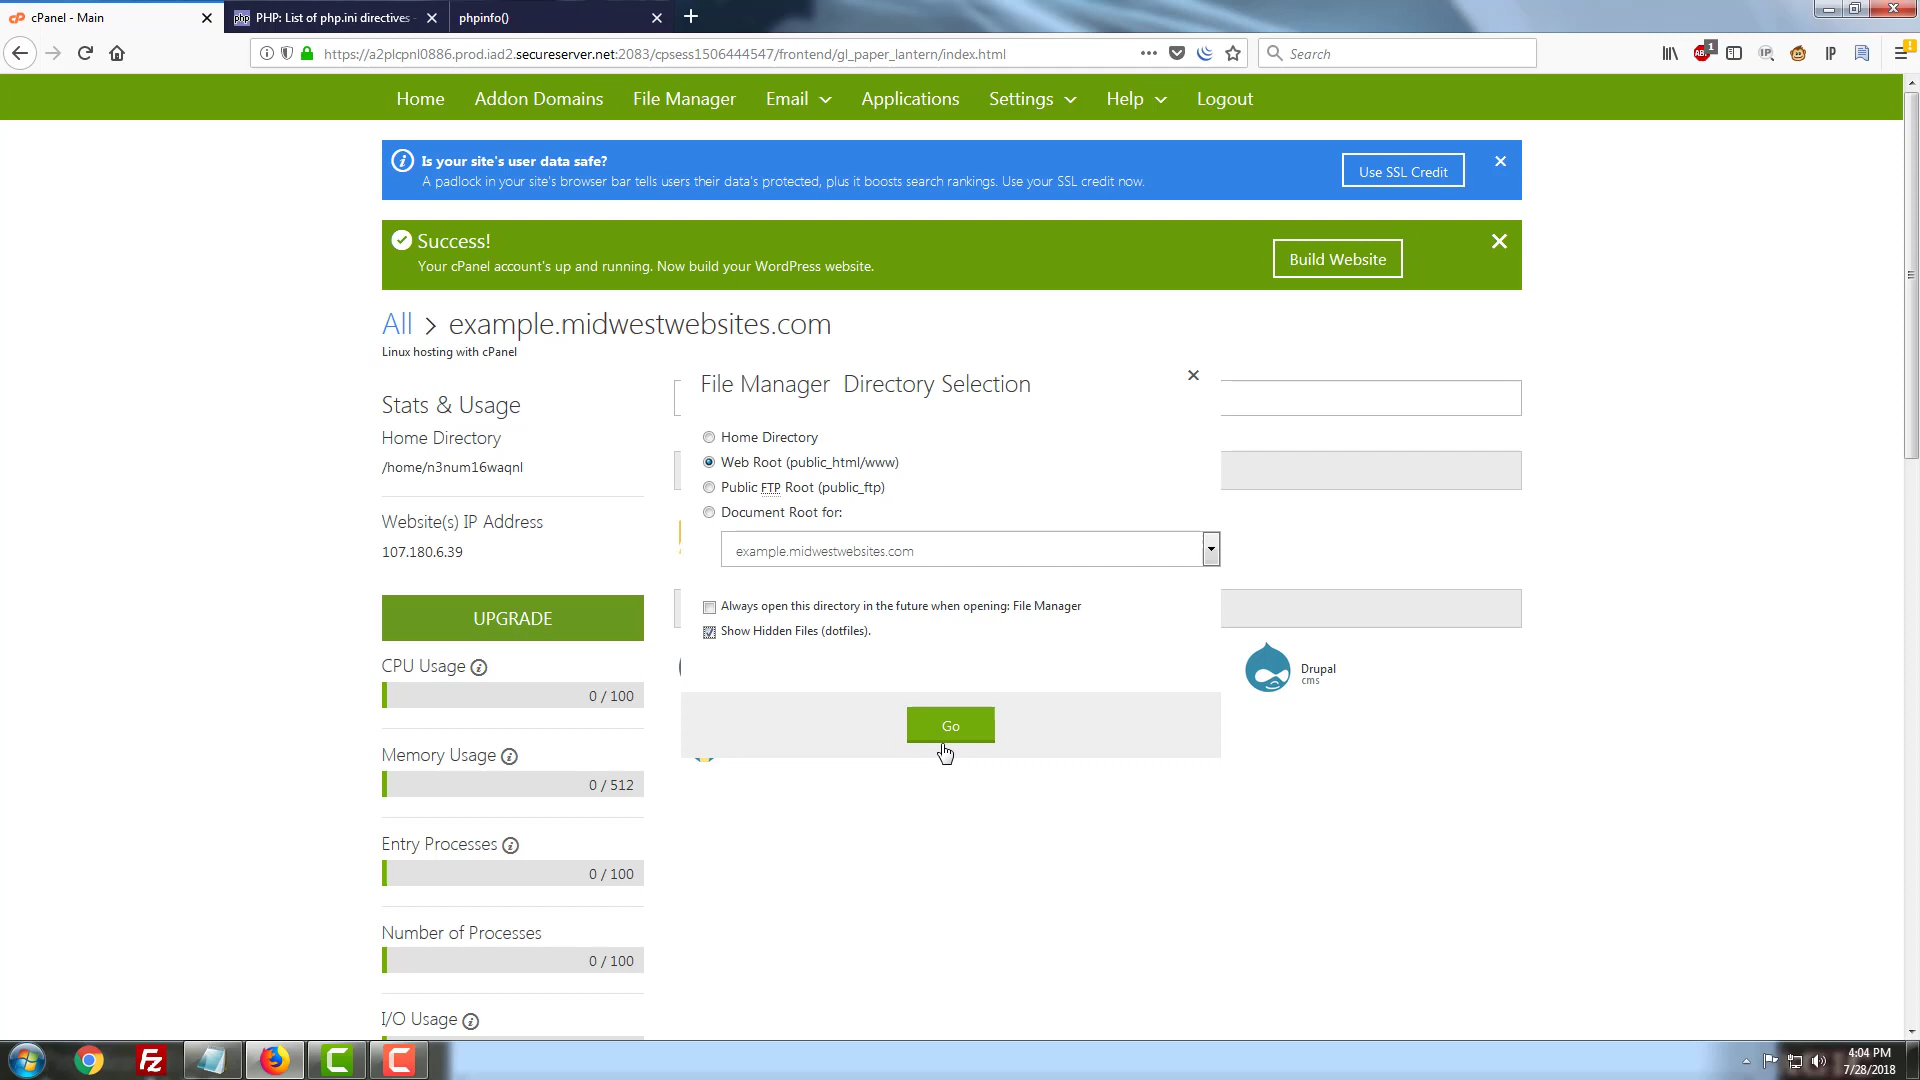 cPanel - Main
php PHP: List of php.ini directives
phpinfo()
https://a2plcpnl0886.prod.iad2.secureserver.net:2083/cpsess1506444547/frontend/gl_paper_lantern/index.html
Search
ABP 1
IP
IP
Home Addon Domains File Manager Email Applications Settings Help Logout
Is your site's user data safe?
A padlock in your site's browser bar tells users their data's protected, plus it boosts search rankings. Use your SSL credit now.
Use SSL Credit
Success!
Your cPanel account's up and running. Now build your WordPress website.
Build Website
All > example.midwestwebsites.com
Linux hosting with cPanel
Stats & Usage
Home Directory
/home/n3num16waqnl
Website(s) IP Address
107.180.6.39
UPGRADE
CPU Usage
0 / 100
Memory Usage
0 / 512
Entry Processes
0 / 100
Number of Processes
0 / 100
I/O Usage
File Manager Directory Selection
Home Directory
Web Root (public_html/www)
Public FTP Root (public_ftp)
Document Root for:
example.midwestwebsites.com
Always open this directory in the future when opening: File Manager
Show Hidden Files (dotfiles).
Go
Drupal
cms
Fz
4:04 PM
7/28/2018